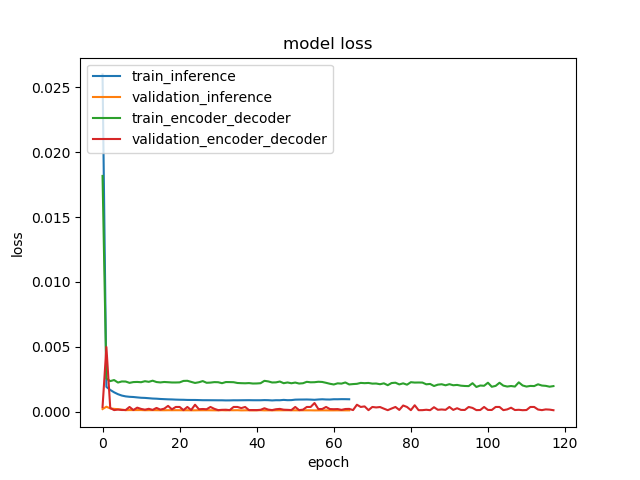 model loss
train_inference
validation_inference
train_encoder_decoder
validation_encoder_decoder
loss
0.025
0.020
0.015
0.010
0.005
0.000
0 20 40 60 80 100 120
epoch